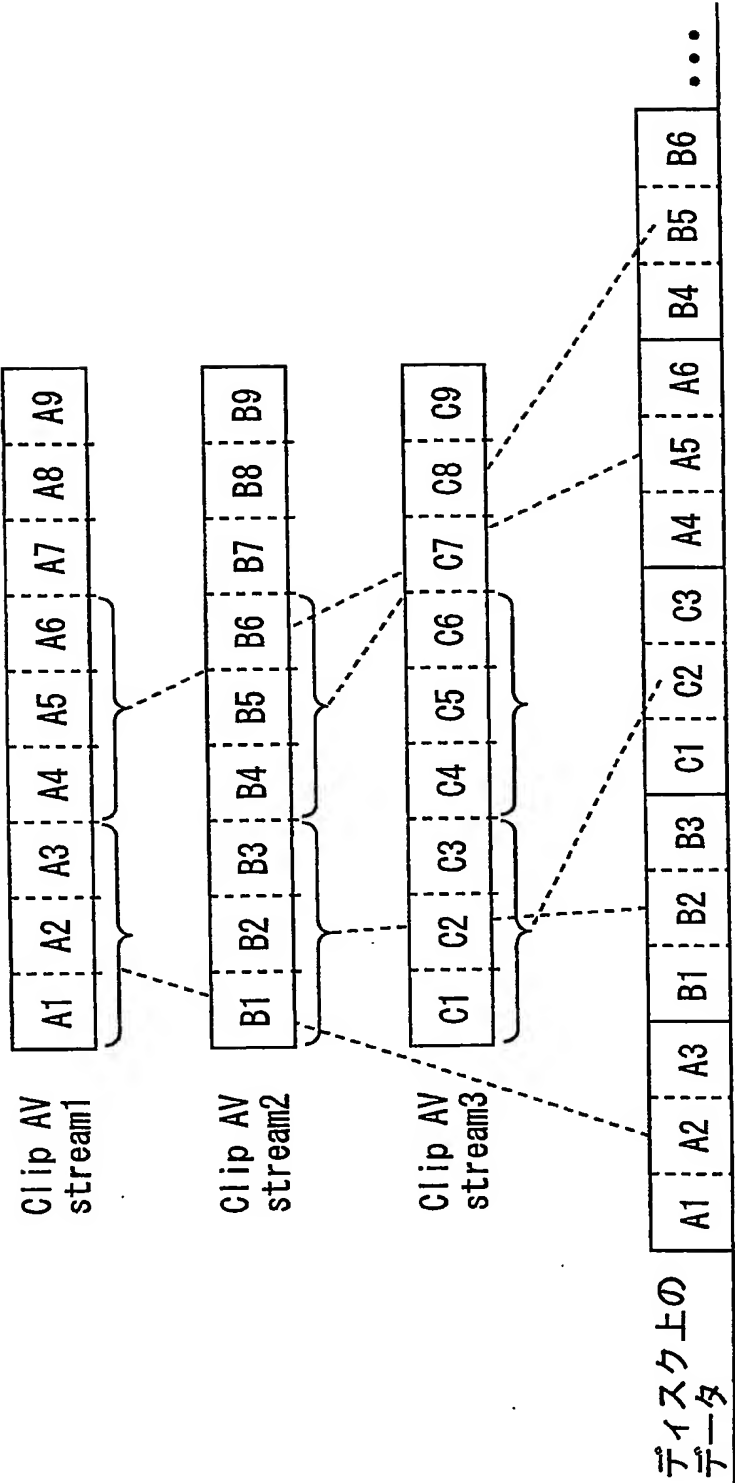 Clip AV
stream1
A1 A2 A3 A4 A5 A6 A7 A8 A9
Clip AV
stream2
B1 B2 B3 B4 B5 B6 B7 B8 B9
Clip AV
stream3
C1 C2 C3 C4 C5 C6 C7 C8 C9
ディスク上の
データ
A1 A2 A3 B1 B2 B3 C1 C2 C3 A4 A5 A6 B4 B5 B6 •••